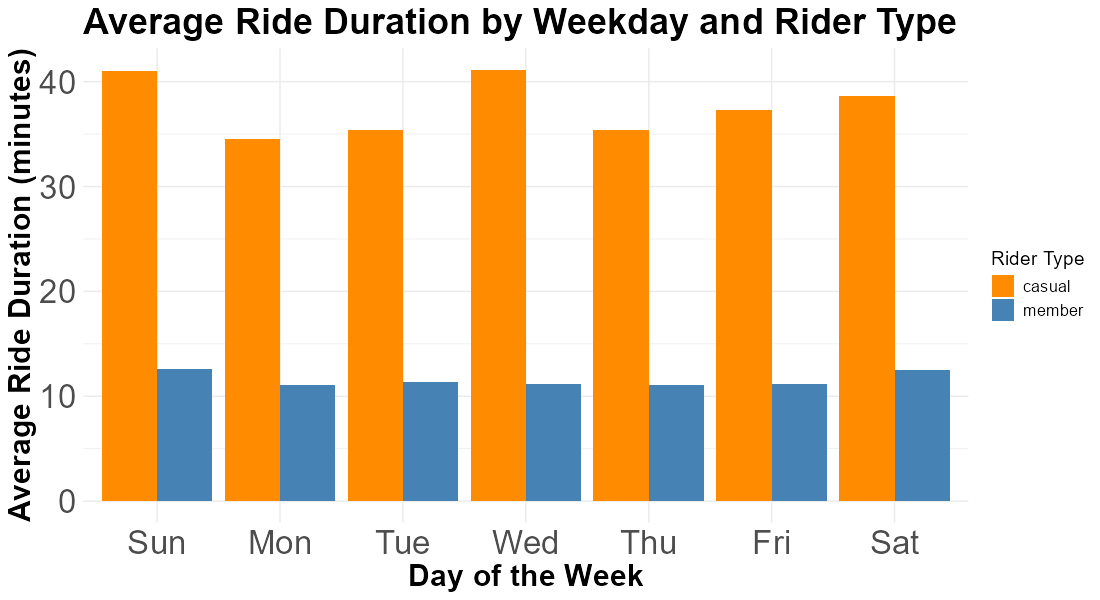 Average Ride Duration by Weekday and Rider Type
Average Ride Duration (minutes)
40
30
20
10
0
Sun Mon Tue Wed Thu Fri Sat
Day of the Week
Rider Type
casual
member